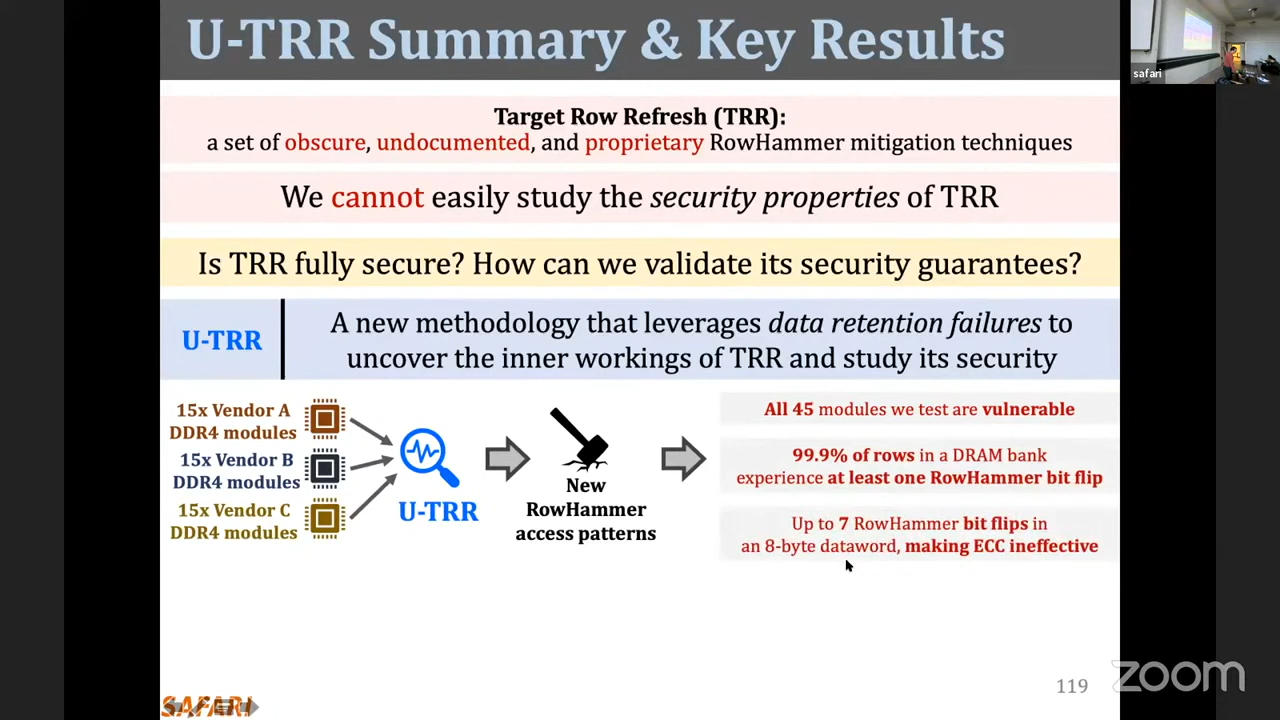 U-TRR Summary & Key Results
safari
Target Row Refresh (TRR):
a set of obscure, undocumented, and proprietary RowHammer mitigation techniques
We cannot easily study the security properties of TRR
Is TRR fully secure? How can we validate its security guarantees?
U-TRR
A new methodology that leverages data retention failures to
uncover the inner workings of TRR and study its security
15x Vendor A
DDR4 modules
15x Vendor B
DDR4 modules
15x Vendor C
DDR4 modules
U-TRR
New
RowHammer
access patterns
All 45 modules we test are vulnerable
99.9% of rows in a DRAM bank
experience at least one RowHammer bit flip
Up to 7 RowHammer bit flips in
an 8-byte dataword, making ECC ineffective
SAFARI
119
zoom